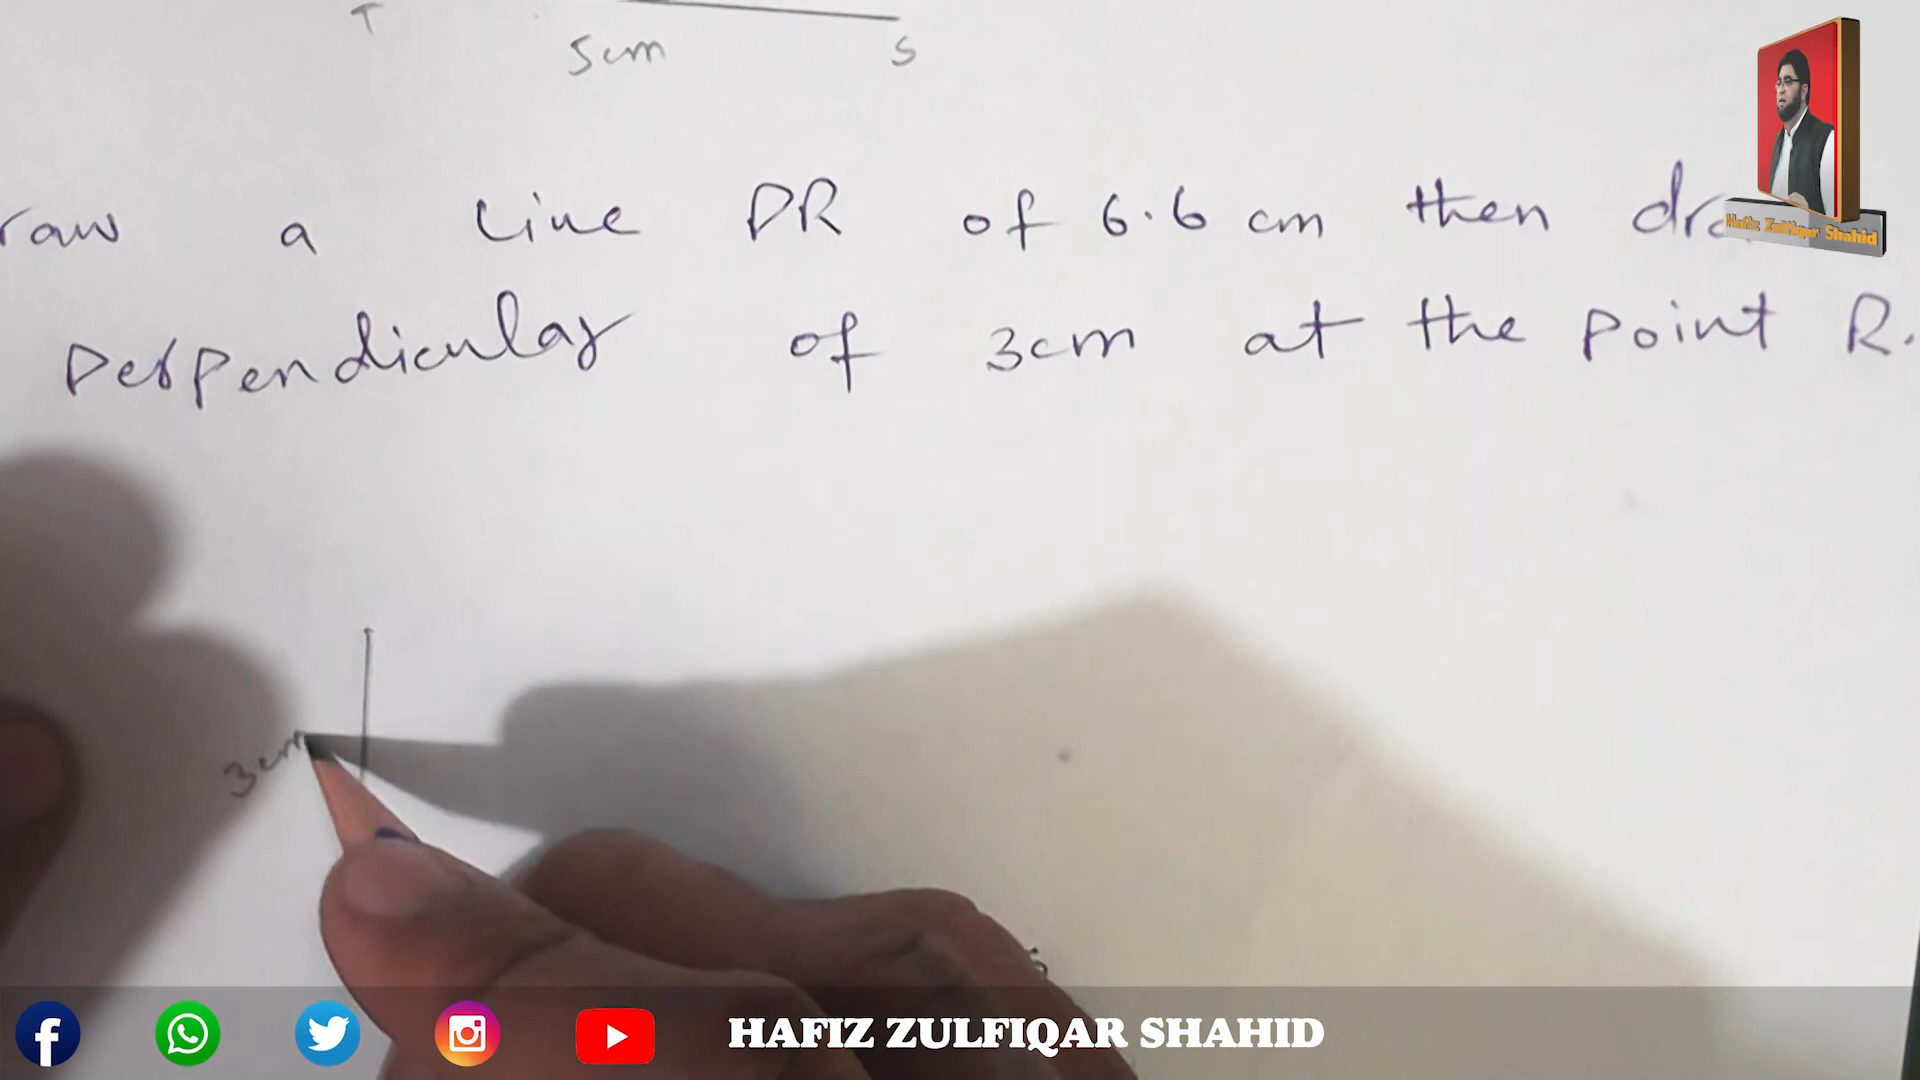 T
5cm S
raw a line PR of 6.6 cm then
perpendicular of 3cm at the point R.
3cm
Hafiz Zulfiqar Shahid
HAFIZ ZULFIQAR SHAHID